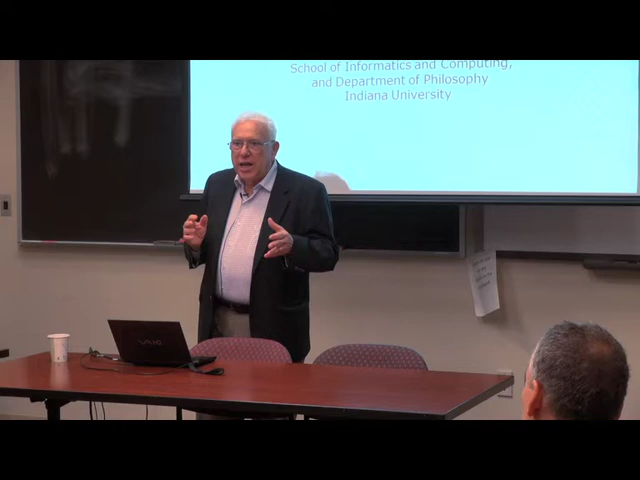 School of Informatics and Computing,
and Department of Philosophy
Indiana University
VAIO